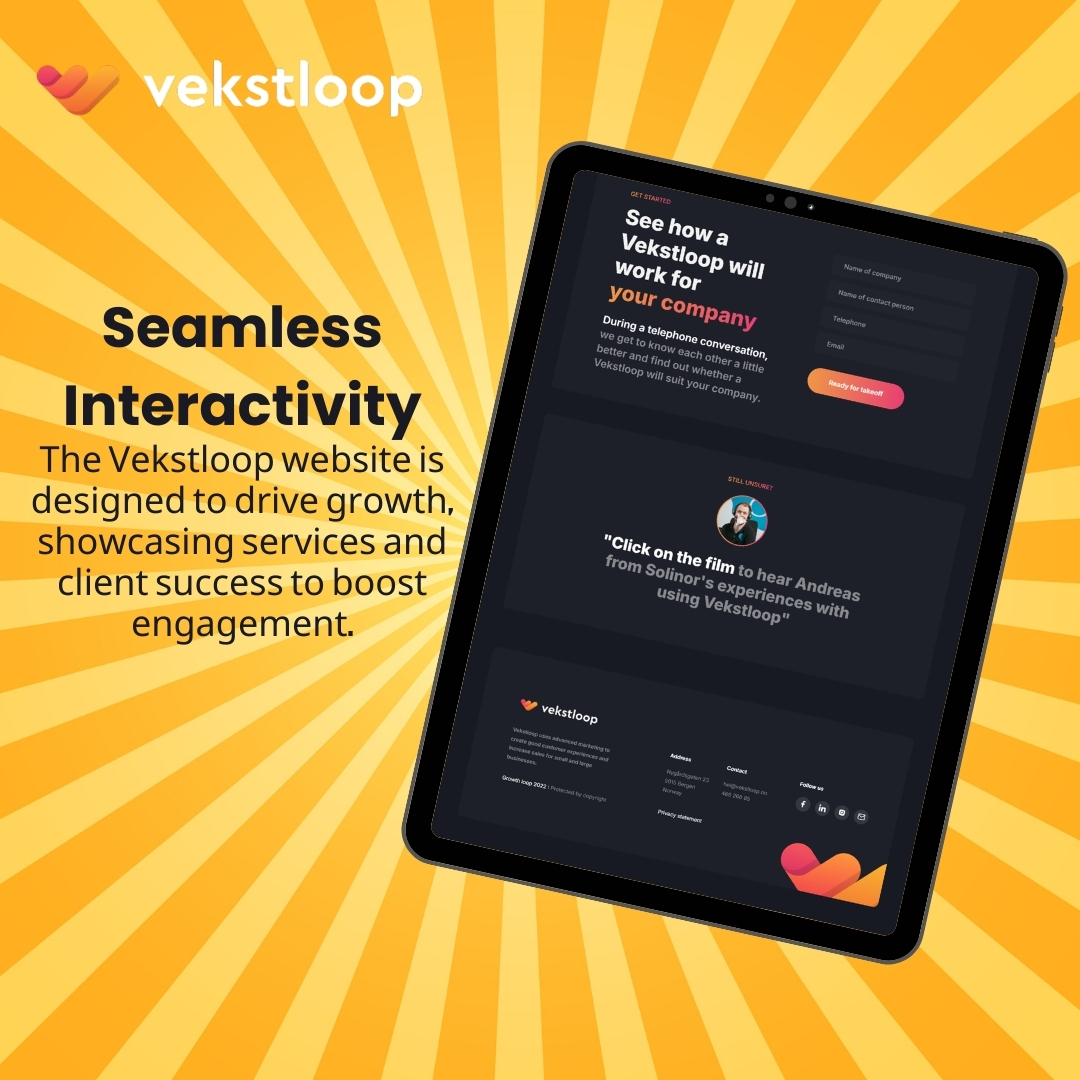 vekstloop
Seamless
Interactivity
The Vekstloop website is
designed to drive growth,
showcasing services and
client success to boost
engagement.
GET STARTED
See how a
Vekstloop will
work for
your company
During a telephone conversation,
we get to know each other a little
better and find out whether a
Vekstloop will suit your company.
Name of company
Name of contact person
Telephone
Email
Ready for takeoff
STILL UNSURE?
"Click on the film to hear Andreas
from Solinor's experiences with
using Vekstloop"
vekstloop
Vekstloop uses advanced marketing to
create good customer experiences and
increase sales for small and large
businesses.
Growth loop 2022 | Protected by copyright
Address
5015 Bergen
Norway
Privacy statement
Contact
hei@vekstloop.no
Follow us